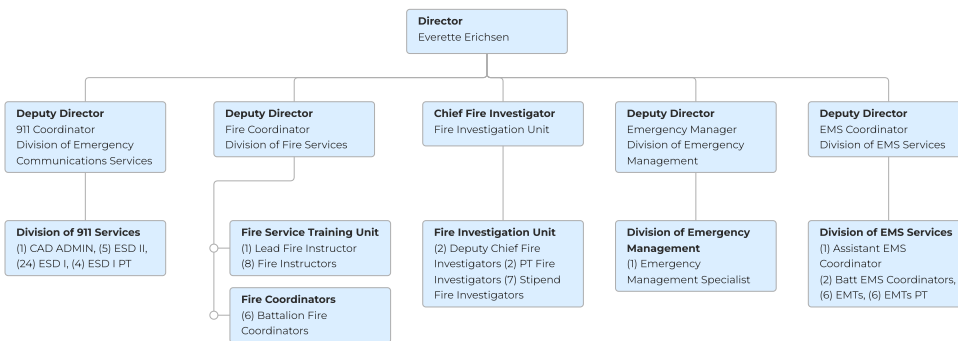 Director
Everette Erichsen
Deputy Director
911 Coordinator
Division of Emergency
Communications Services
Deputy Director
Fire Coordinator
Division of Fire Services
Chief Fire Investigator
Fire Investigation Unit
Deputy Director
Emergency Manager
Division of Emergency
Management
Deputy Director
EMS Coordinator
Division of EMS Services
Division of 911 Services
(1) CAD ADMIN, (5) ESD II,
(24) ESD I, (4) ESD I PT
Fire Service Training Unit
(1) Lead Fire Instructor
(8) Fire Instructors
Fire Coordinators
(6) Battalion Fire
Coordinators
Fire Investigation Unit
(2) Deputy Chief Fire
Investigators (2) PT Fire
Investigators (7) Stipend
Fire Investigators
Division of Emergency
Management
(1) Emergency
Management Specialist
Division of EMS Services
(1) Assistant EMS
Coordinator
(2) Batt EMS Coordinators,
(6) EMTs, (6) EMTs PT